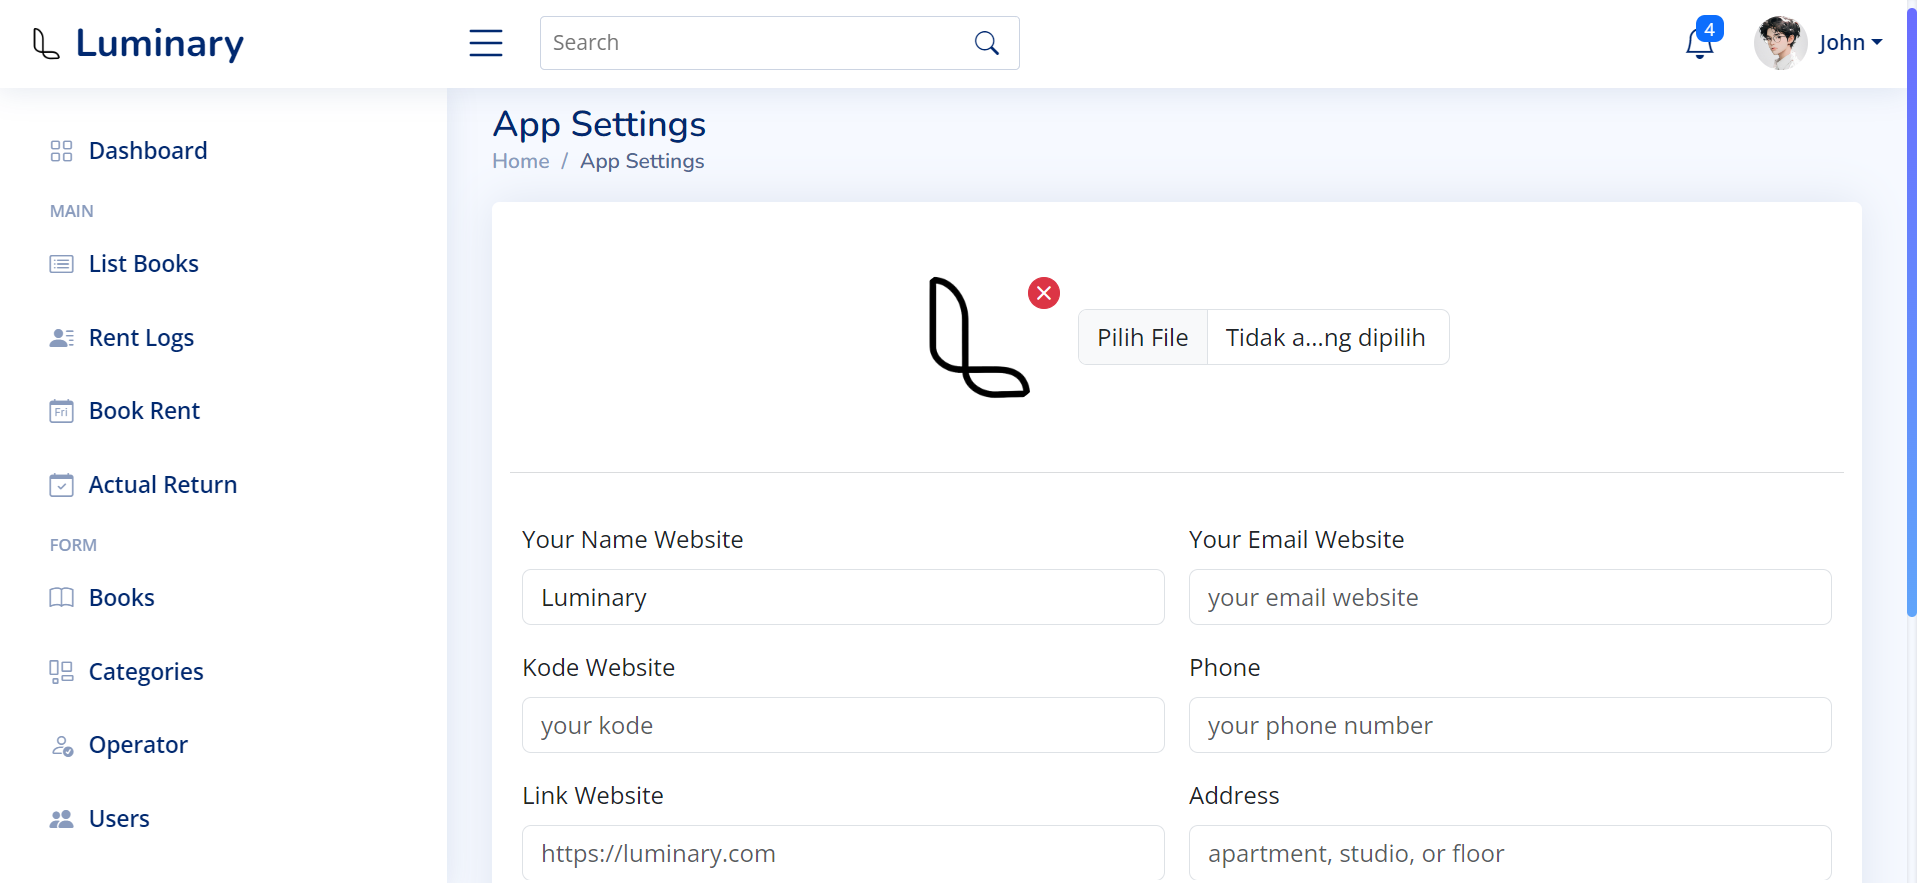 Luminary
Search
4
John
Dashboard
MAIN
List Books
Rent Logs
Fri
Book Rent
Actual Return
FORM
Books
Categories
Operator
Users
App Settings
Home / App Settings
Pilih File
Tidak a...ng dipilih
Your Name Website
Your Email Website
Luminary
your email website
Kode Website
Phone
your kode
your phone number
Link Website
Address
https://luminary.com
apartment, studio, or floor